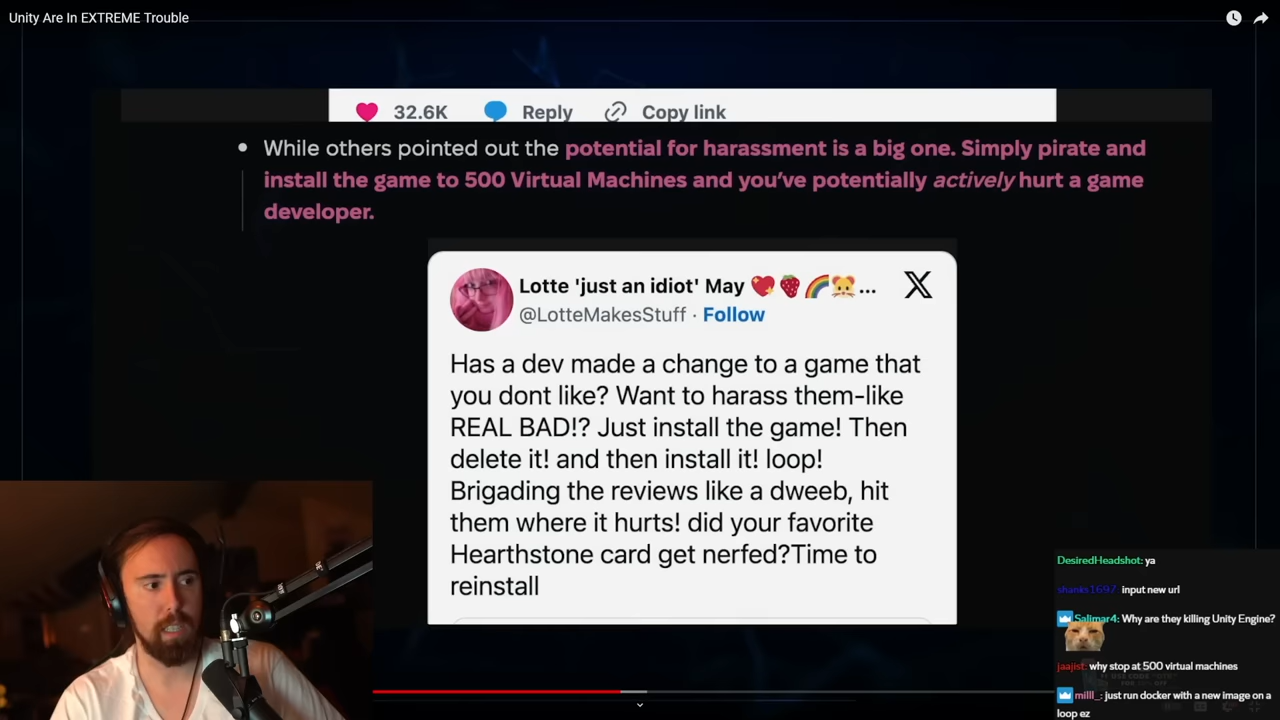 Unity Are In EXTREME Trouble
32.6K Reply Copy link
While others pointed out the potential for harassment is a big one. Simply pirate and
install the game to 500 Virtual Machines and you’ve potentially actively hurt a game
developer.
Lotte 'just an idiot' May 💖🍓🌈🐹...
@LotteMakesStuff · Follow
Has a dev made a change to a game that
you dont like? Want to harass them-like
REAL BAD!? Just install the game! Then
delete it! and then install it! loop!
Brigading the reviews like a dweeb, hit
them where it hurts! did your favorite
Hearthstone card get nerfed?Time to
reinstall
DesiredHeadshot: ya
shanks1697: input new url
Salimar4: Why are they killing Unity Engine?
jaajist: why stop at 500 virtual machines
milll_: just run docker with a new image on a
loop ez